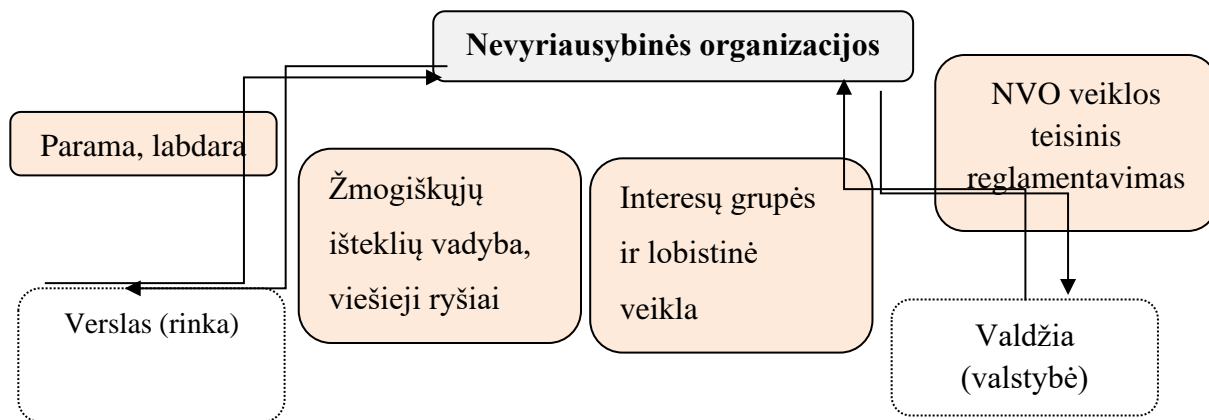 Nevyriausybinės organizacijos
NVO veiklos
teisinis
reglamentavimas
Parama, labdara
Žmogiškųjų
išteklių vadyba,
viešieji ryšiai
Interesų grupės
ir lobistinė
veikla
Verslas (rinka)
Valdžia
(valstybė)